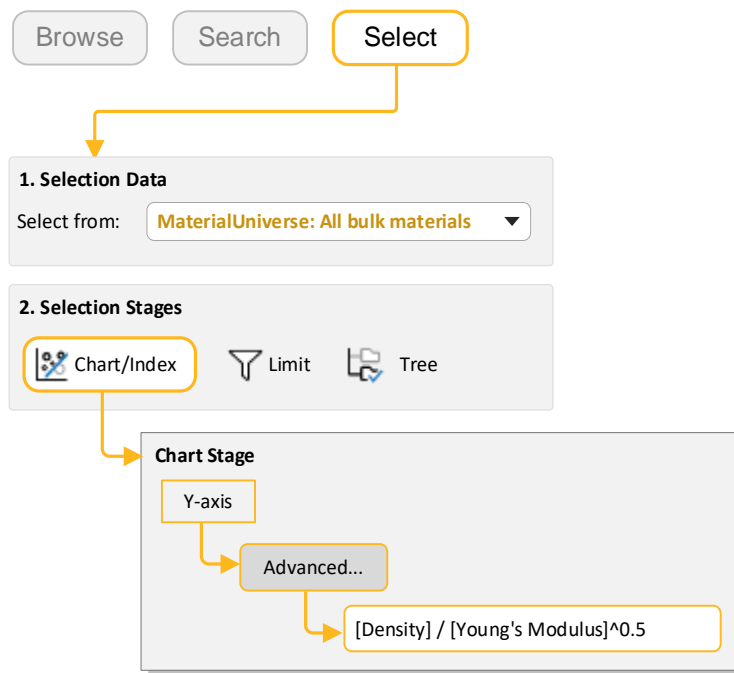 Browse Search Select
1. Selection Data
Select from: MaterialUniverse: All bulk materials
2. Selection Stages
Chart/Index Limit Tree
Chart Stage
Y-axis
Advanced...
[Density] / [Young's Modulus]^0.5